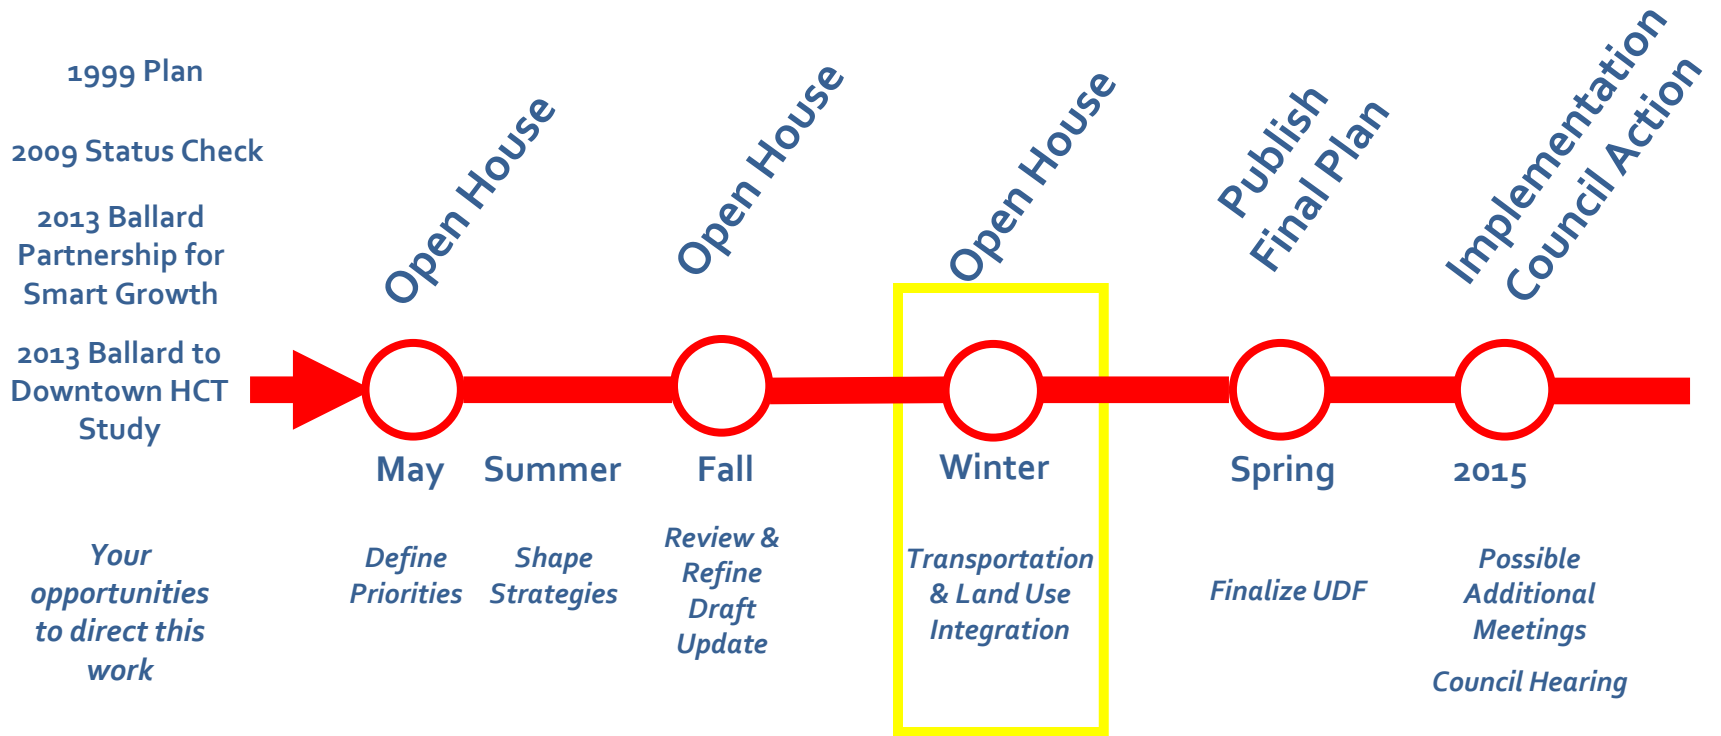 1999 Plan
2009 Status Check
2013 Ballard
Partnership for
Smart Growth
2013 Ballard to
Downtown HCT
Study
Open House
Open House
Open House
Publish
Final Plan
Implementation
Council Action
May
Summer
Fall
Winter
Spring
2015
Your
opportunities
to direct this
work
Define
Priorities
Shape
Strategies
Review &
Refine
Draft
Update
Transportation
& Land Use
Integration
Finalize UDF
Possible
Additional
Meetings
Council Hearing